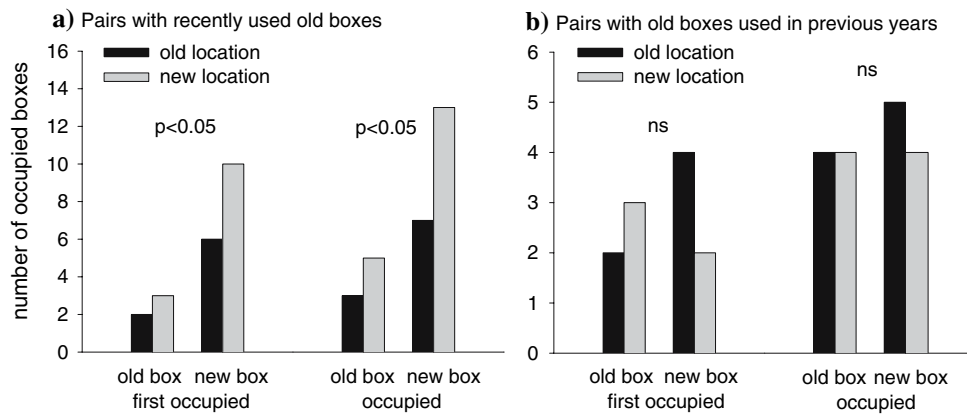 a) Pairs with recently used old boxes
old location
new location
number of occupied boxes
16
14
12
10
8
6
4
2
0
p<0.05
p<0.05
old box new box old box new box
first occupied occupied
b) Pairs with old boxes used in previous years
old location
new location
6
5
4
3
2
1
0
ns
ns
old box new box old box new box
first occupied occupied